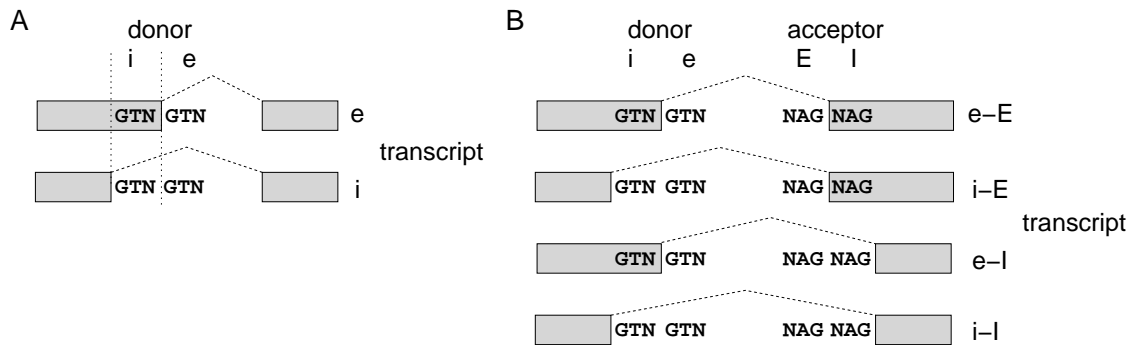 A
donor
i e
GTN GTN e
transcript
GTN GTN i
B
donor acceptor
i e E I
GTN GTN NAG NAG e–E
GTN GTN NAG NAG i–E
transcript
GTN GTN NAG NAG e–I
GTN GTN NAG NAG i–I